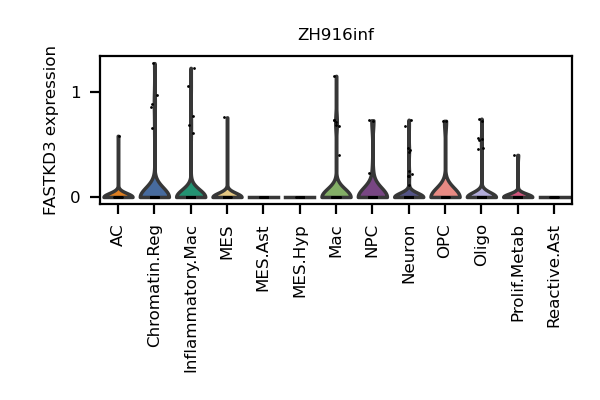 ZH916inf
FASTKD3 expression
1
0
AC
Chromatin.Reg
Inflammatory.Mac
MES
MES.Ast
MES.Hyp
Mac
NPC
Neuron
OPC
Oligo
Prolif.Metab
Reactive.Ast